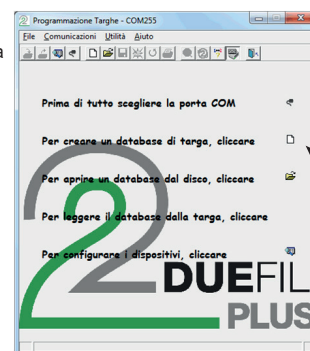 Programmazione Targhe - COM255
File Comunicazioni Utilità Aiuto
a
Prima di tutto scegliere la porta COM
Per creare un database di targa, cliccare
Per aprire un database dal disco, cliccare
Per leggere il database dalla targa, cliccare
Per configurare i dispositivi, cliccare
2
DUEFIL
PLUS